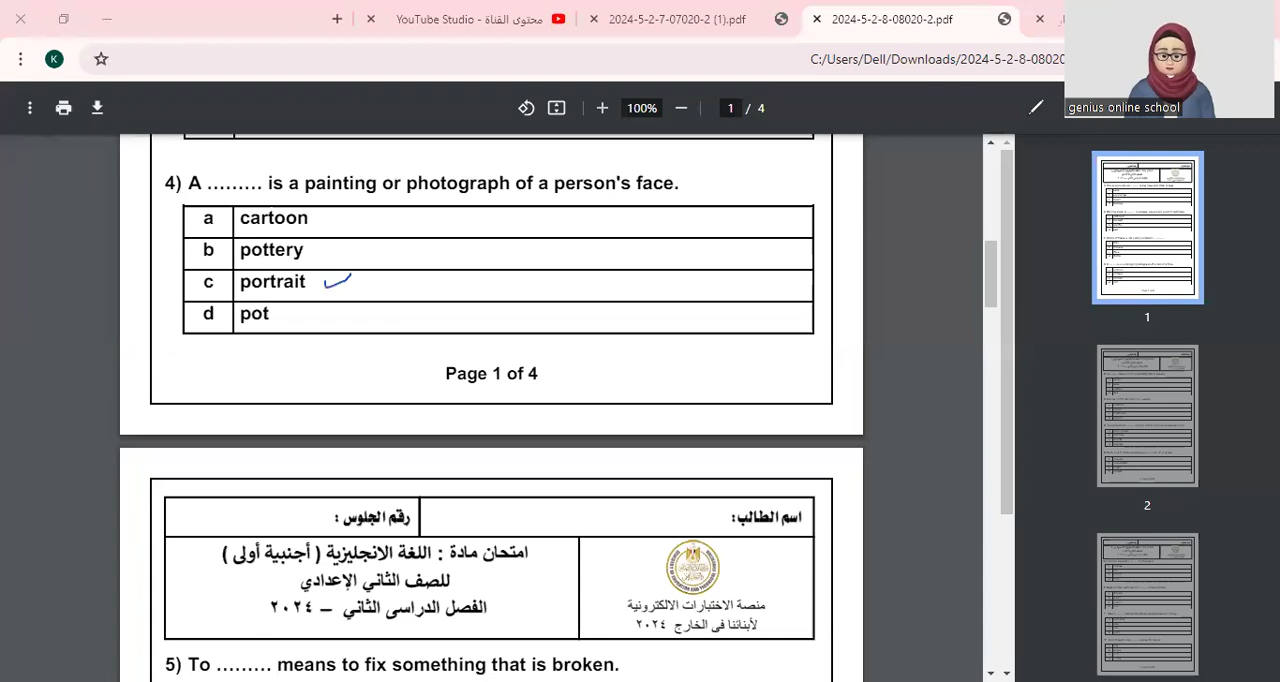 محتوى القناة - YouTube Studio
2024-5-2-7-07020-2 (1).pdf
2024-5-2-8-08020-2.pdf
K
C:/Users/Dell/Downloads/2024-5-2-8-08020
genius online school
100%
1 / 4
4) A ......... is a painting or photograph of a person's face.
a cartoon
b pottery
c portrait
d pot
Page 1 of 4
اسم الطالب:
رقم الجلوس :
امتحان مادة : اللغة الانجليزية ( أجنبية أولى )
للصف الثاني الإعدادي
الفصل الدراسى الثاني – ٢٠٢٤
منصة الاختبارات الالكترونية
لأبنائنا فى الخارج ٢٠٢٤
5) To ......... means to fix something that is broken.
1
2